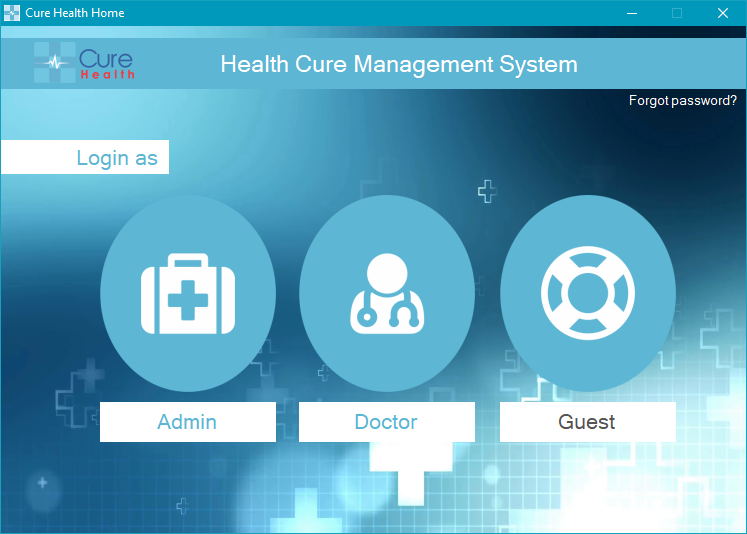 Cure Health Home
Cure
Health
Health Cure Management System
Forgot password?
Login as
Admin
Doctor
Guest